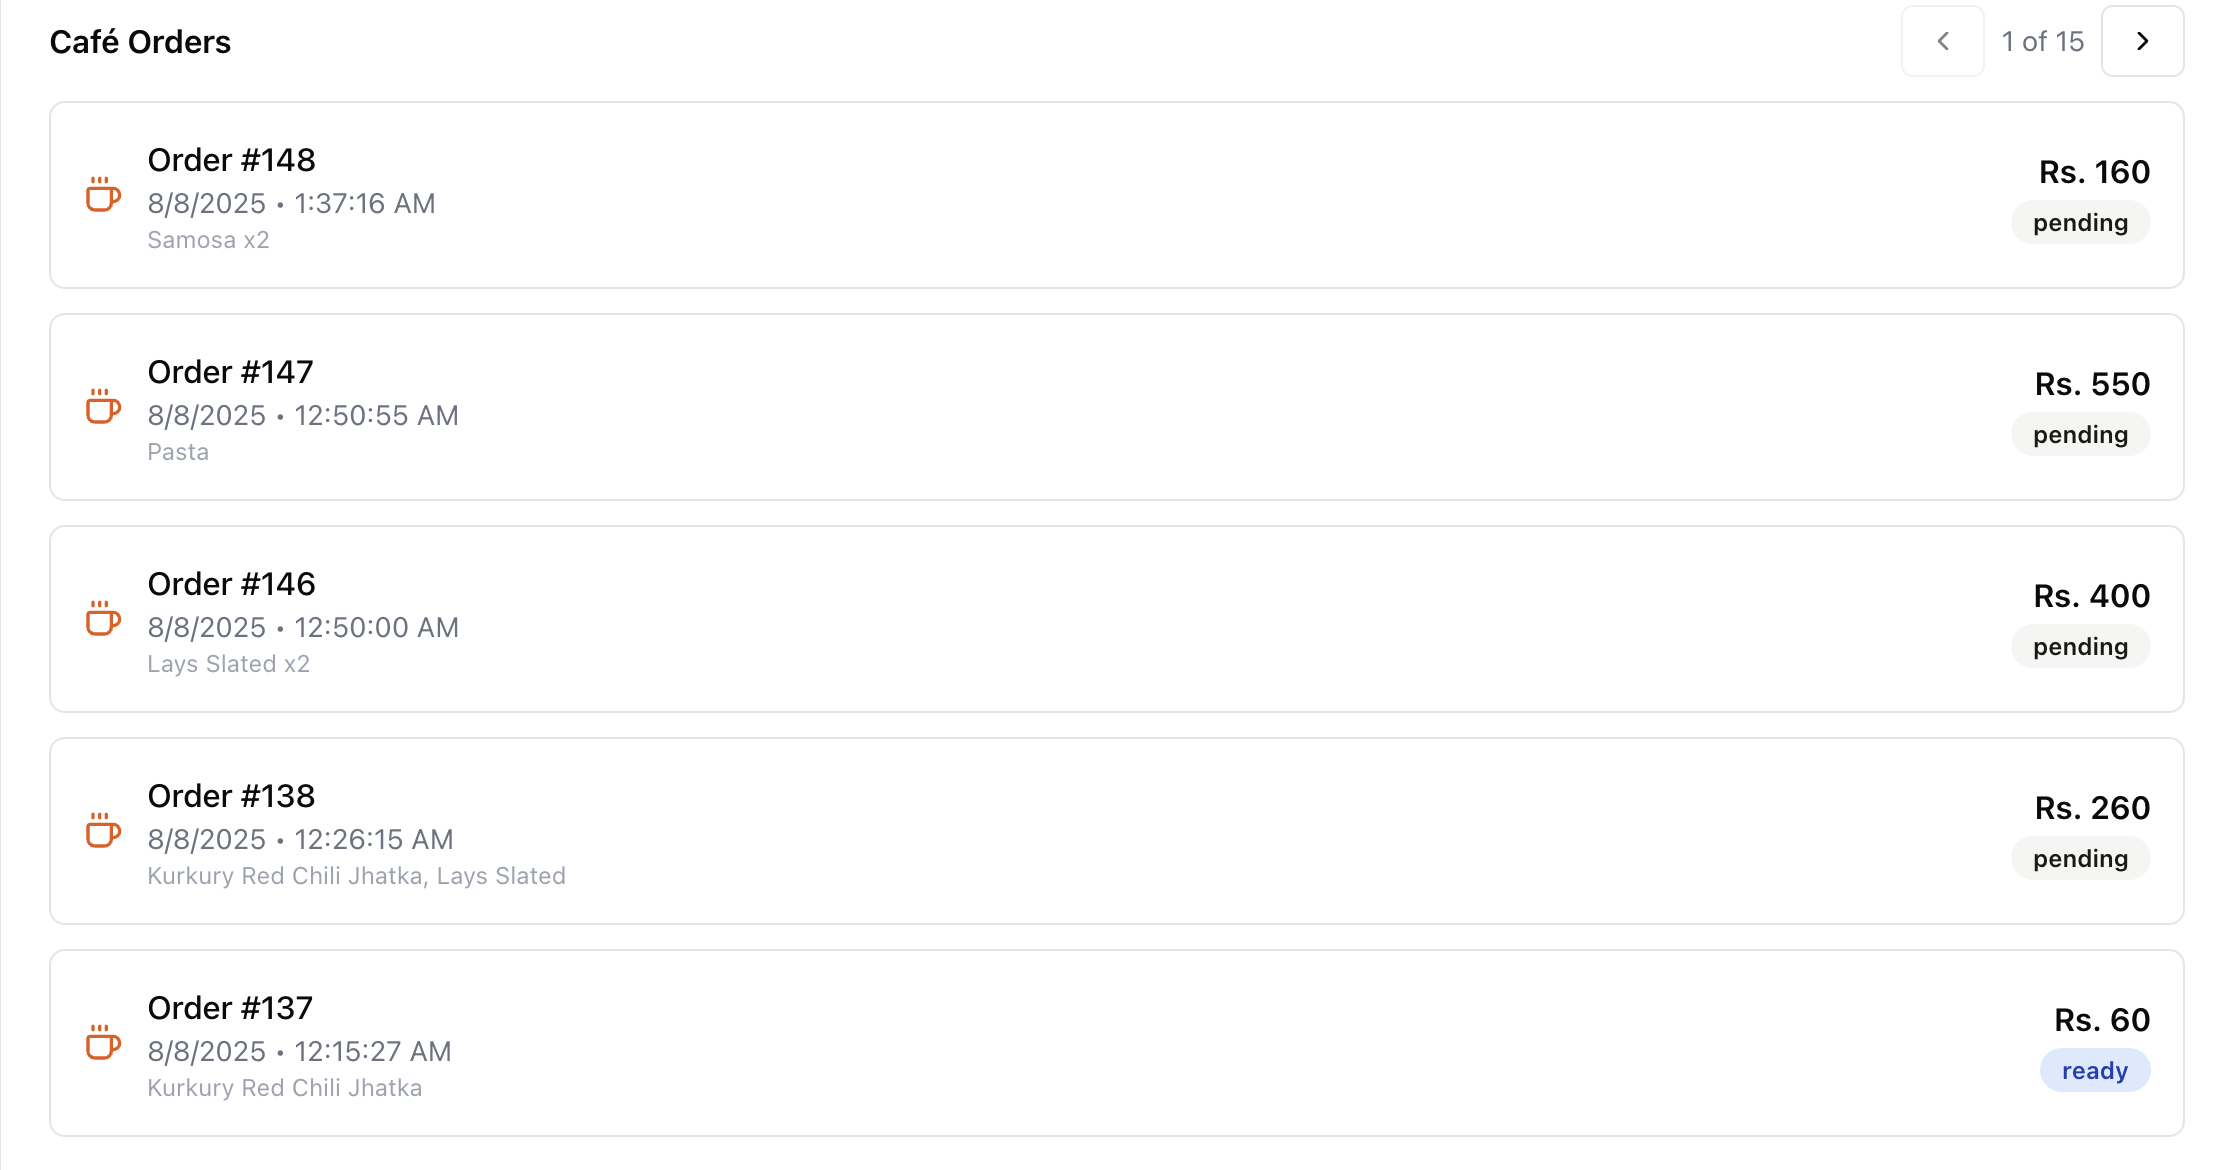 Café Orders
1 of 15
Order #148
8/8/2025 • 1:37:16 AM
Samosa x2
Rs. 160
pending
Order #147
8/8/2025 • 12:50:55 AM
Pasta
Rs. 550
pending
Order #146
8/8/2025 • 12:50:00 AM
Lays Slated x2
Rs. 400
pending
Order #138
8/8/2025 • 12:26:15 AM
Kurkury Red Chili Jhatka, Lays Slated
Rs. 260
pending
Order #137
8/8/2025 • 12:15:27 AM
Kurkury Red Chili Jhatka
Rs. 60
ready